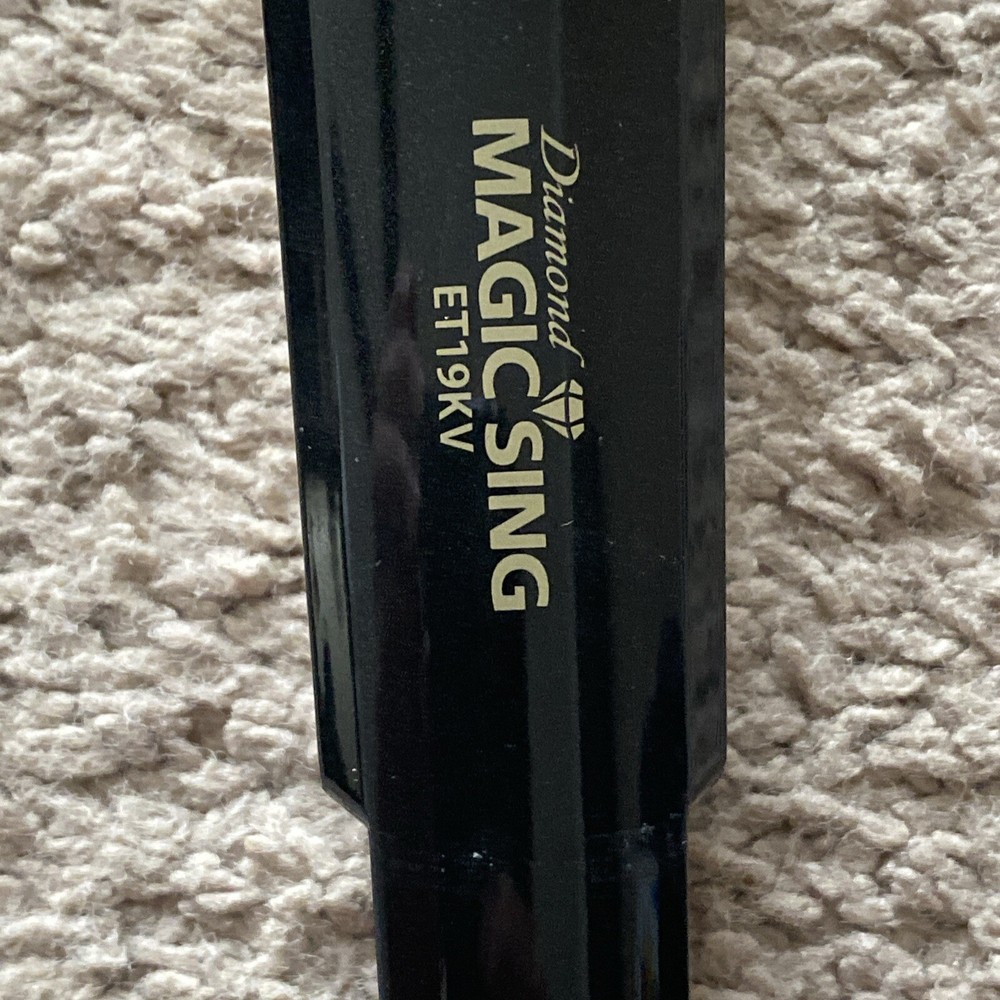 Diamond
MAGIC SING
ET19KV